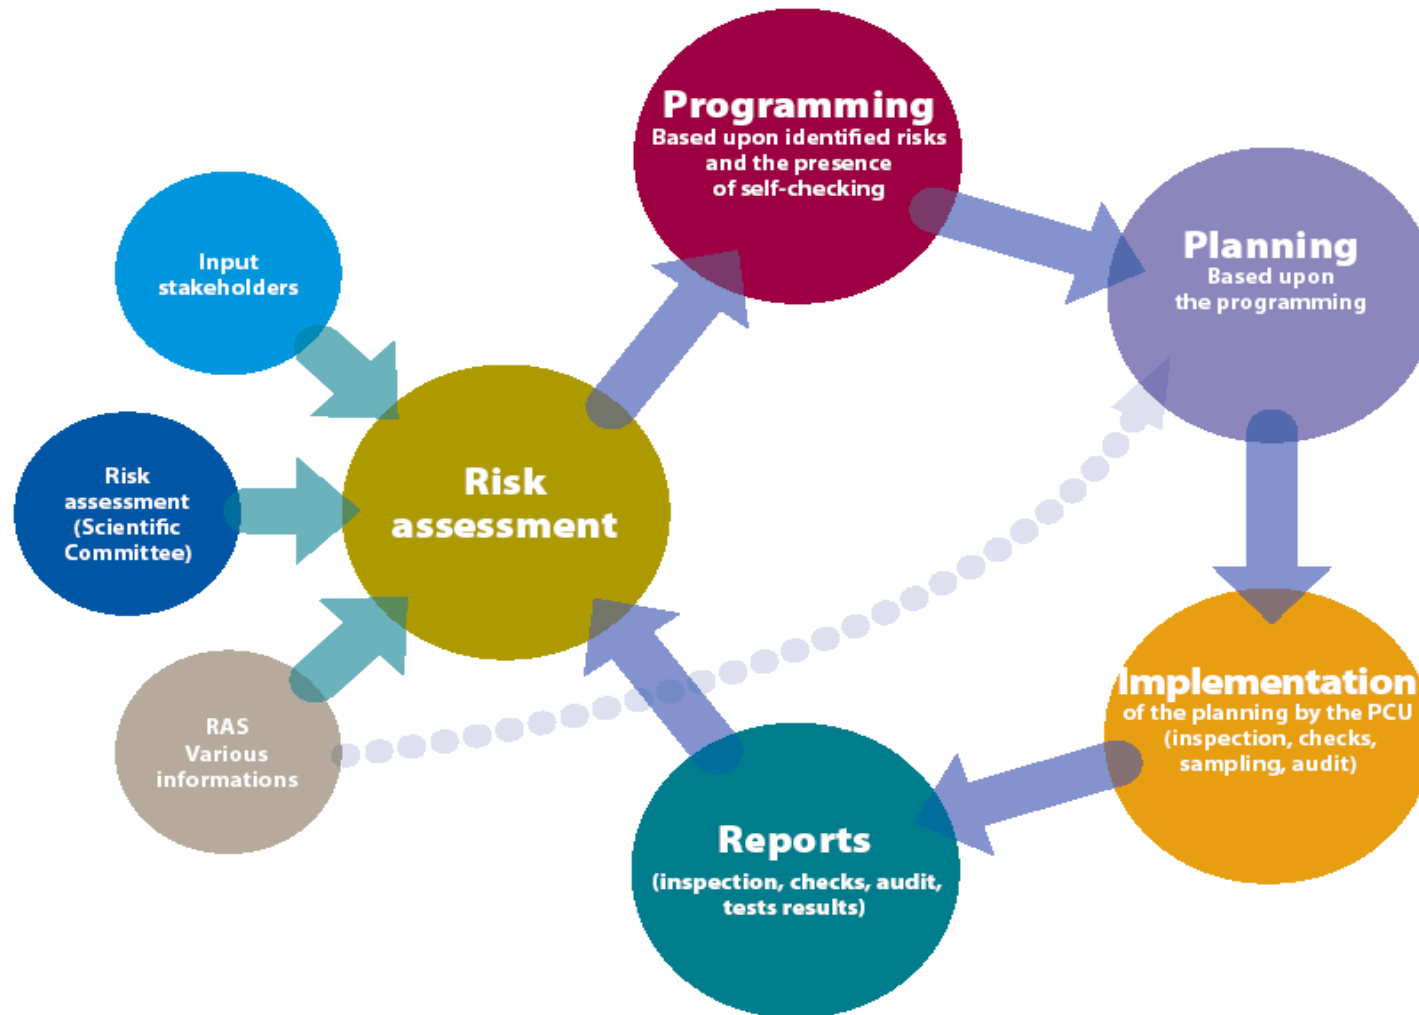 Programming
Based upon identified risks
and the presence
of self-checking
Planning
Based upon
the programming
Input
stakeholders
Risk
assessment
(Scientific
Committee)
Risk
assessment
RAS
Various
informations
Implementation
of the planning by the PCU
(inspection, checks,
sampling, audit)
Reports
(inspection, checks, audit,
tests results)